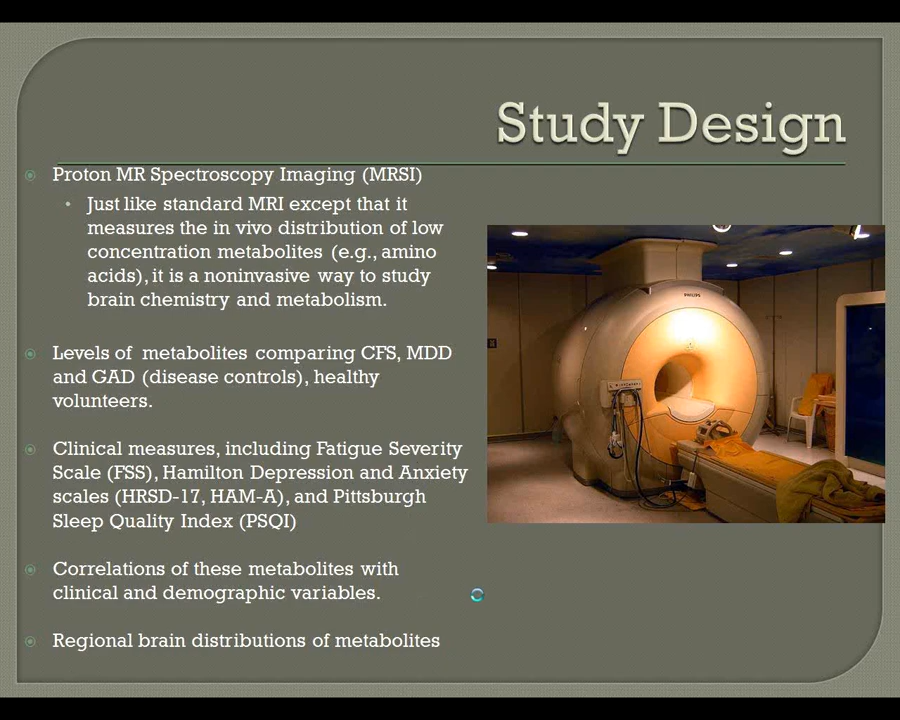 Study Design
Proton MR Spectroscopy Imaging (MRSI)
Just like standard MRI except that it
measures the in vivo distribution of low
concentration metabolites (e.g., amino
acids), it is a noninvasive way to study
brain chemistry and metabolism.
Levels of metabolites comparing CFS, MDD
and GAD (disease controls), healthy
volunteers.
Clinical measures, including Fatigue Severity
Scale (FSS), Hamilton Depression and Anxiety
scales (HRSD-17, HAM-A), and Pittsburgh
Sleep Quality Index (PSQI)
Correlations of these metabolites with
clinical and demographic variables.
Regional brain distributions of metabolites
PHILIPS